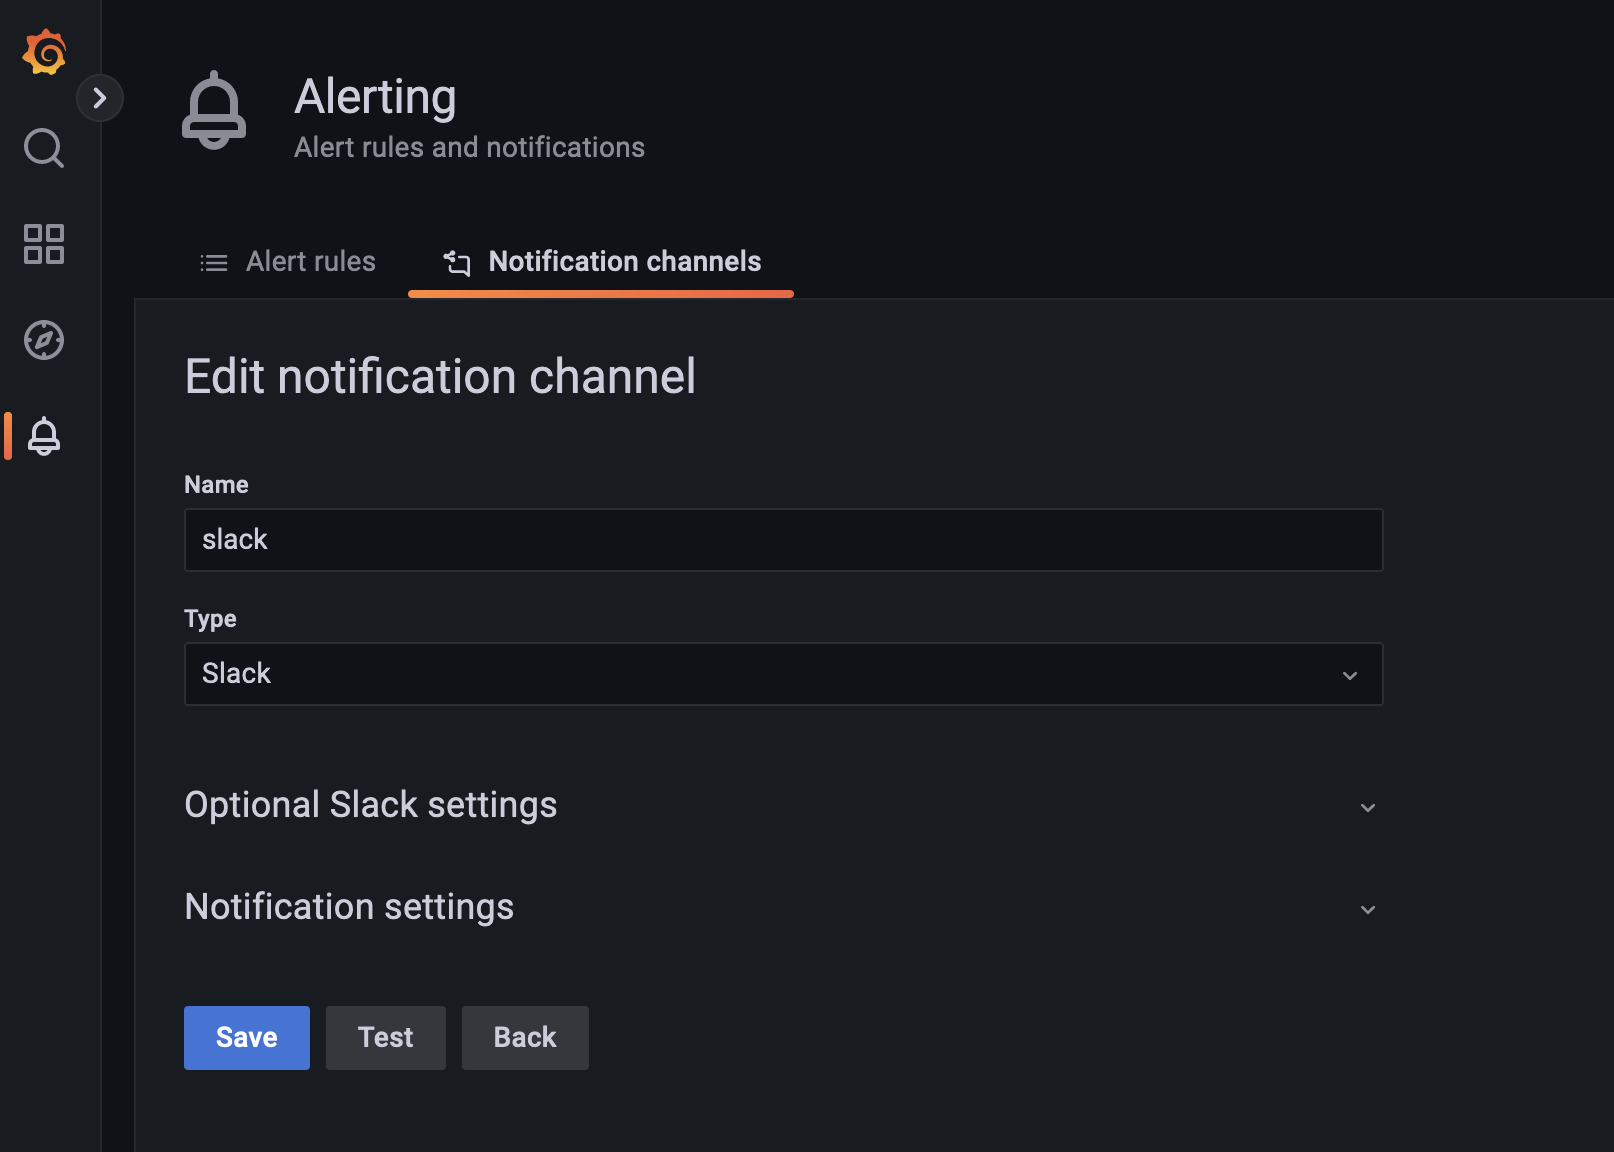 Alerting
Alert rules and notifications
Alert rules
Notification channels
Edit notification channel
Name
slack
Type
Slack
Optional Slack settings
Notification settings
Save
Test
Back